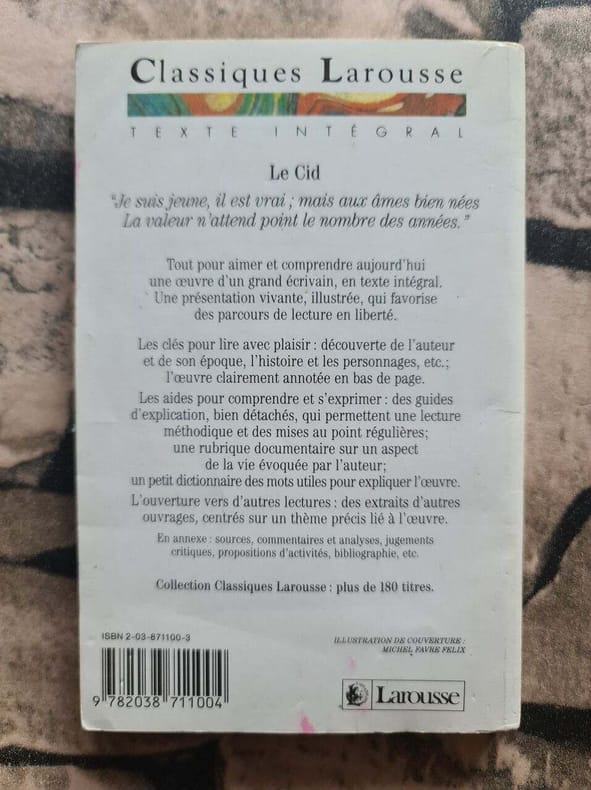 Classiques Larousse
TEXTE INTÉGRAL
Le Cid
"Je suis jeune, il est vrai ; mais aux âmes bien nées
La valeur n'attend point le nombre des années."
Tout pour aimer et comprendre aujourd'hui
une œuvre d'un grand écrivain, en texte intégral.
Une présentation vivante, illustrée, qui favorise
des parcours de lecture en liberté.
Les clés pour lire avec plaisir : découverte de l'auteur
et de son époque, l'histoire et les personnages, etc.;
l'œuvre clairement annotée en bas de page.
Les aides pour comprendre et s'exprimer : des guides
d'explication, bien détachés, qui permettent une lecture
méthodique et des mises au point régulières;
une rubrique documentaire sur un aspect
de la vie évoquée par l'auteur;
un petit dictionnaire des mots utiles pour expliquer l'œuvre.
L'ouverture vers d'autres lectures : des extraits d'autres
ouvrages, centrés sur un thème précis lié à l'œuvre.
En annexe : sources, commentaires et analyses, jugements
critiques, propositions d'activités, bibliographie, etc.
Collection Classiques Larousse : plus de 180 titres.
ISBN 2-03-871100-3
9 782038 711004
ILLUSTRATION DE COUVERTURE :
MICHEL FAVRE FELIX
Larousse